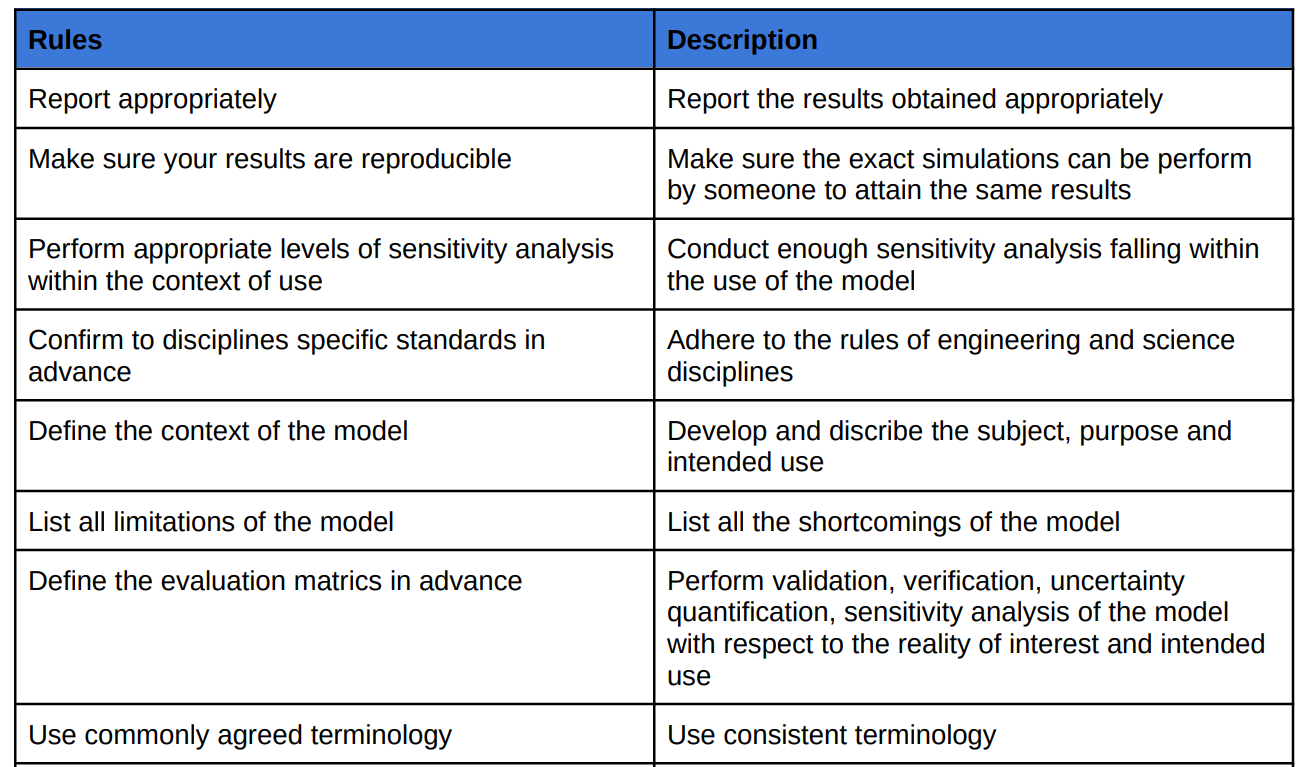 Rules
Description
Report appropriately
Report the results obtained appropriately
Make sure your results are reproducible
Make sure the exact simulations can be perform
by someone to attain the same results
Perform appropriate levels of sensitivity analysis
within the context of use
Conduct enough sensitivity analysis falling within
the use of the model
Confirm to disciplines specific standards in
advance
Adhere to the rules of engineering and science
disciplines
Define the context of the model
Develop and discribe the subject, purpose and
intended use
List all limitations of the model
List all the shortcomings of the model
Define the evaluation matrics in advance
Perform validation, verification, uncertainty
quantification, sensitivity analysis of the model
with respect to the reality of interest and intended
use
Use commonly agreed terminology
Use consistent terminology